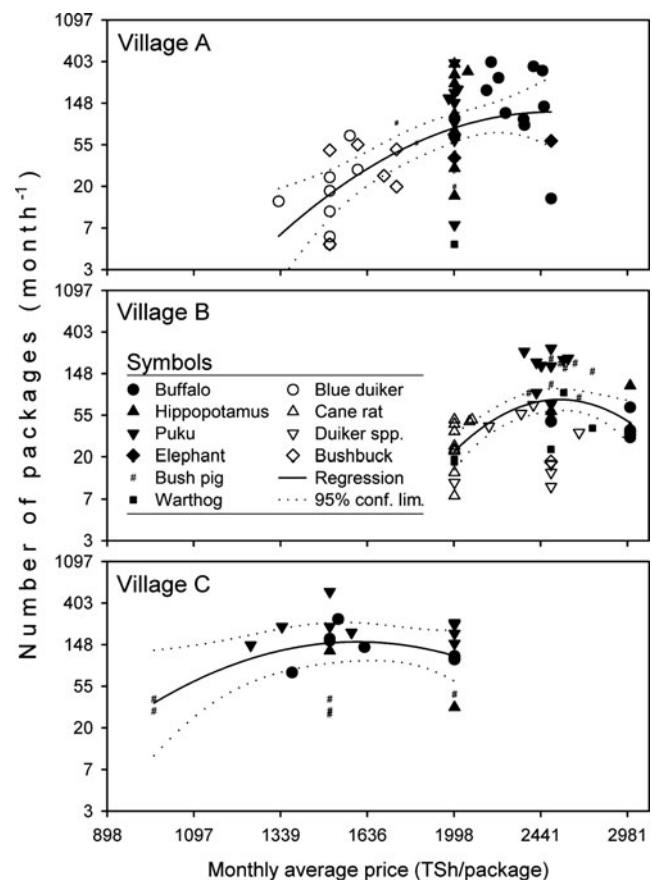 1097
Village A
403
148
55
20
7
3
1097
Village B
403
Symbols
148
Buffalo Blue duiker
Hippopotamus Cane rat
55
Puku Duiker spp.
Elephant Bushbuck
20
# Bush pig Regression
7
Warthog 95% conf. lim.
3
1097
Village C
403
148
55
20
7
3
898 1097 1339 1636 1998 2441 2981
Monthly average price (TSh/package)
Number of packages (month⁻¹)